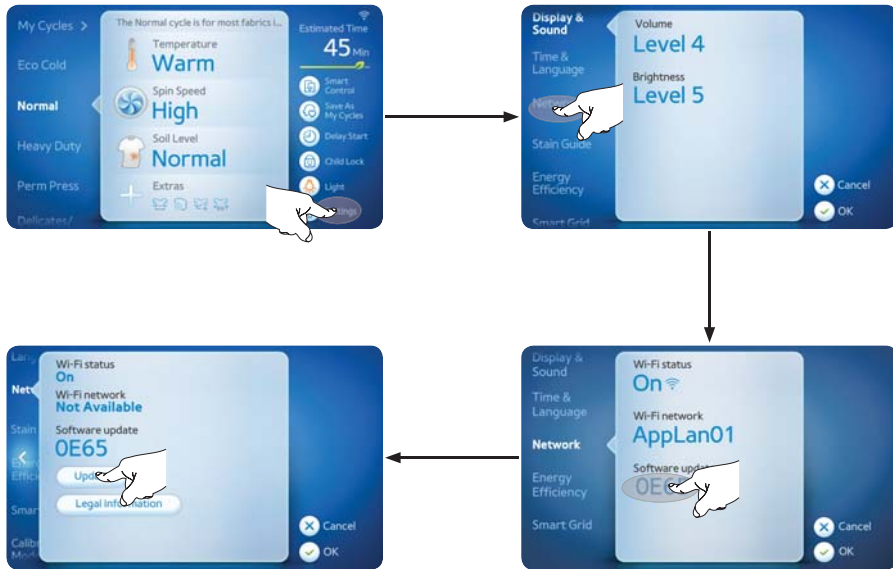 My Cycles >
Eco Cold
Normal
Heavy Duty
Perm Press
Delicates/
The Normal cycle is for most fabrics i...
Temperature
Warm
Spin Speed
High
Soil Level
Normal
Extras
Estimated Time
45 Min
Smart
Control
Save As
My Cycles
Delay Start
Child Lock
Light
Display &
Sound
Time &
Language
Stain Guide
Energy
Efficiency
Smart Grid
Volume
Level 4
Brightness
Level 5
Cancel
OK
Display &
Sound
Time &
Language
Network
Energy
Efficiency
Smart Grid
Wi-Fi status
On
Wi-Fi network
AppLan01
Software
Cancel
OK
Wi-Fi status
On
Wi-Fi network
Not Available
Software update
0E65
Legal Information
Stain
Cancel
OK